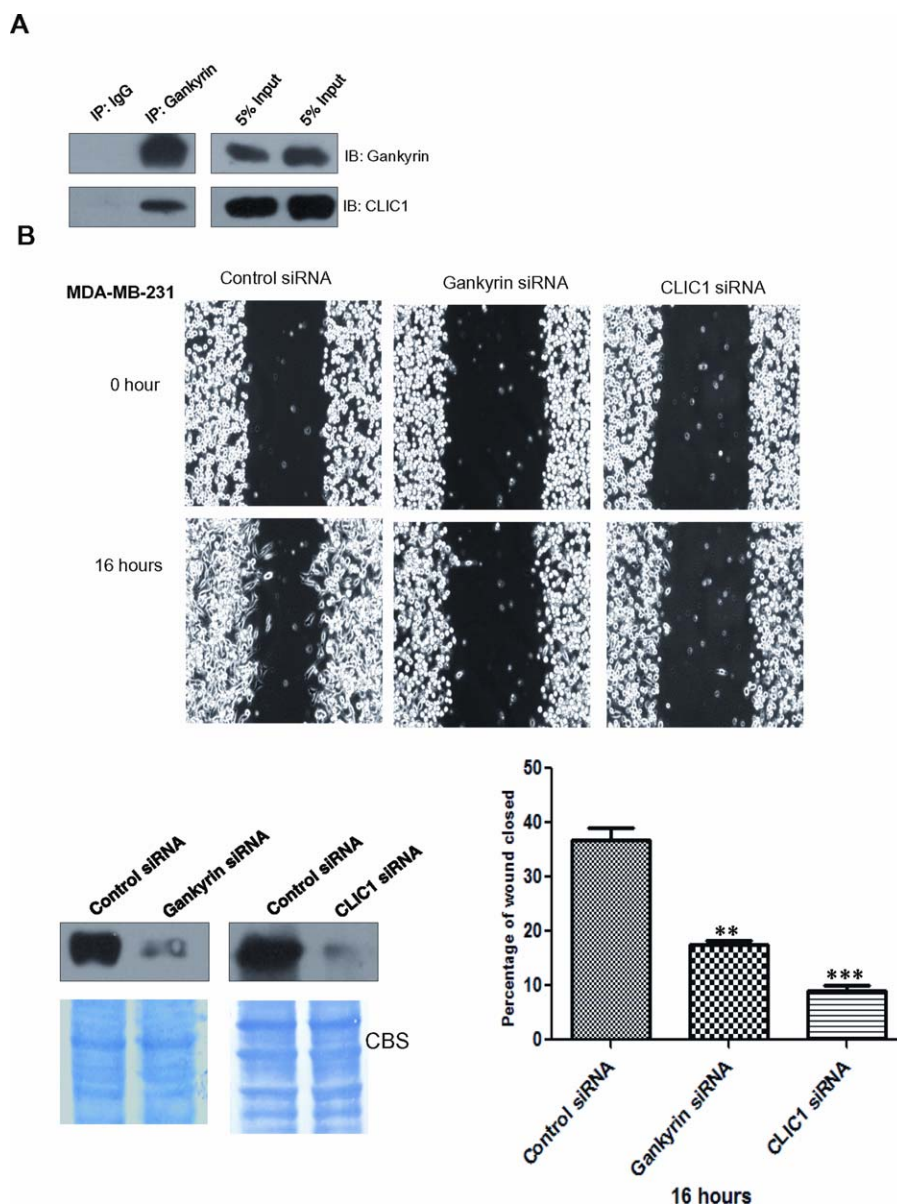 A
IP: IgG
IP: Gankyrin
5% Input
5% Input
IB: Gankyrin
IB: CLIC1
B
MDA-MB-231
Control siRNA
Gankyrin siRNA
CLIC1 siRNA
0 hour
16 hours
Control siRNA
Gankyrin siRNA
Control siRNA
CLIC1 siRNA
CBS
Percentage of wound closed
50
40
30
20
10
0
**
***
Control siRNA
Gankyrin siRNA
CLIC1 siRNA
16 hours